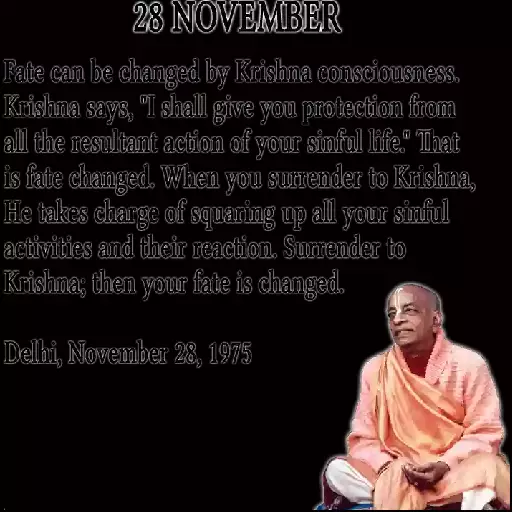 28 NOVEMBER
Fate can be changed by Krishna consciousness.
Krishna says, "I shall give you protection from
all the resultant action of your sinful life." That
is fate changed. When you surrender to Krishna,
He takes charge of squaring up all your sinful
activities and their reaction. Surrender to
Krishna; then your fate is changed.
Delhi, November 28, 1975